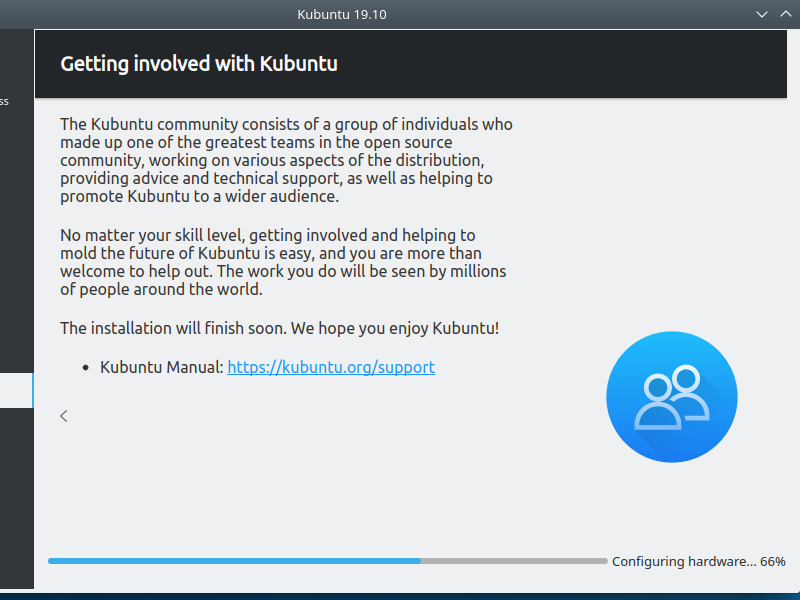 Kubuntu 19.10
Getting involved with Kubuntu
ss
The Kubuntu community consists of a group of individuals who
made up one of the greatest teams in the open source
community, working on various aspects of the distribution,
providing advice and technical support, as well as helping to
promote Kubuntu to a wider audience.
No matter your skill level, getting involved and helping to
mold the future of Kubuntu is easy, and you are more than
welcome to help out. The work you do will be seen by millions
of people around the world.
The installation will finish soon. We hope you enjoy Kubuntu!
• Kubuntu Manual: https://kubuntu.org/support
Configuring hardware... 66%